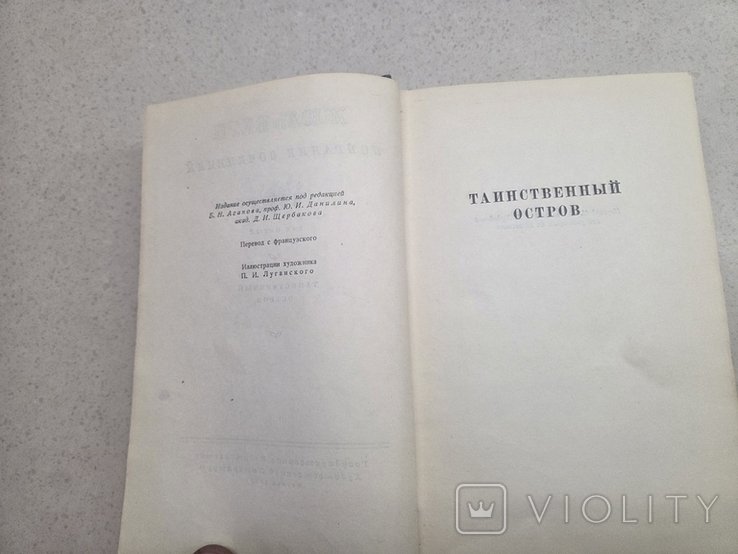 Издание осуществляется под редакцией
Б. Н. Агапова, проф. Ю. И. Данилина,
акад. Д. И. Щербакова
Перевод с французского
Иллюстрации художника
П. И. Луганского
ТАИНСТВЕННЫЙ
ОСТРОВ
VIOLITY